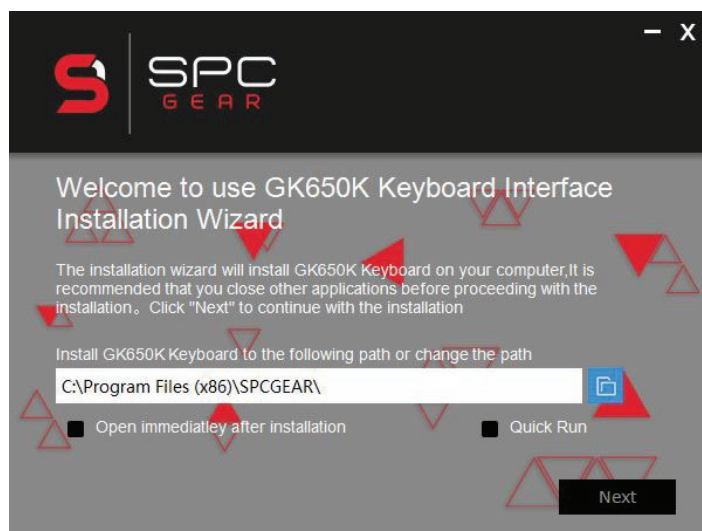 – X
SPC
GEAR
Welcome to use GK650K Keyboard Interface
Installation Wizard
The installation wizard will install GK650K Keyboard on your computer,It is
recommended that you close other applications before proceeding with the
installation。Click "Next" to continue with the installation
Install GK650K Keyboard to the following path or change the path
C:\Program Files (x86)\SPCGEAR\
Open immediatley after installation Quick Run
Next